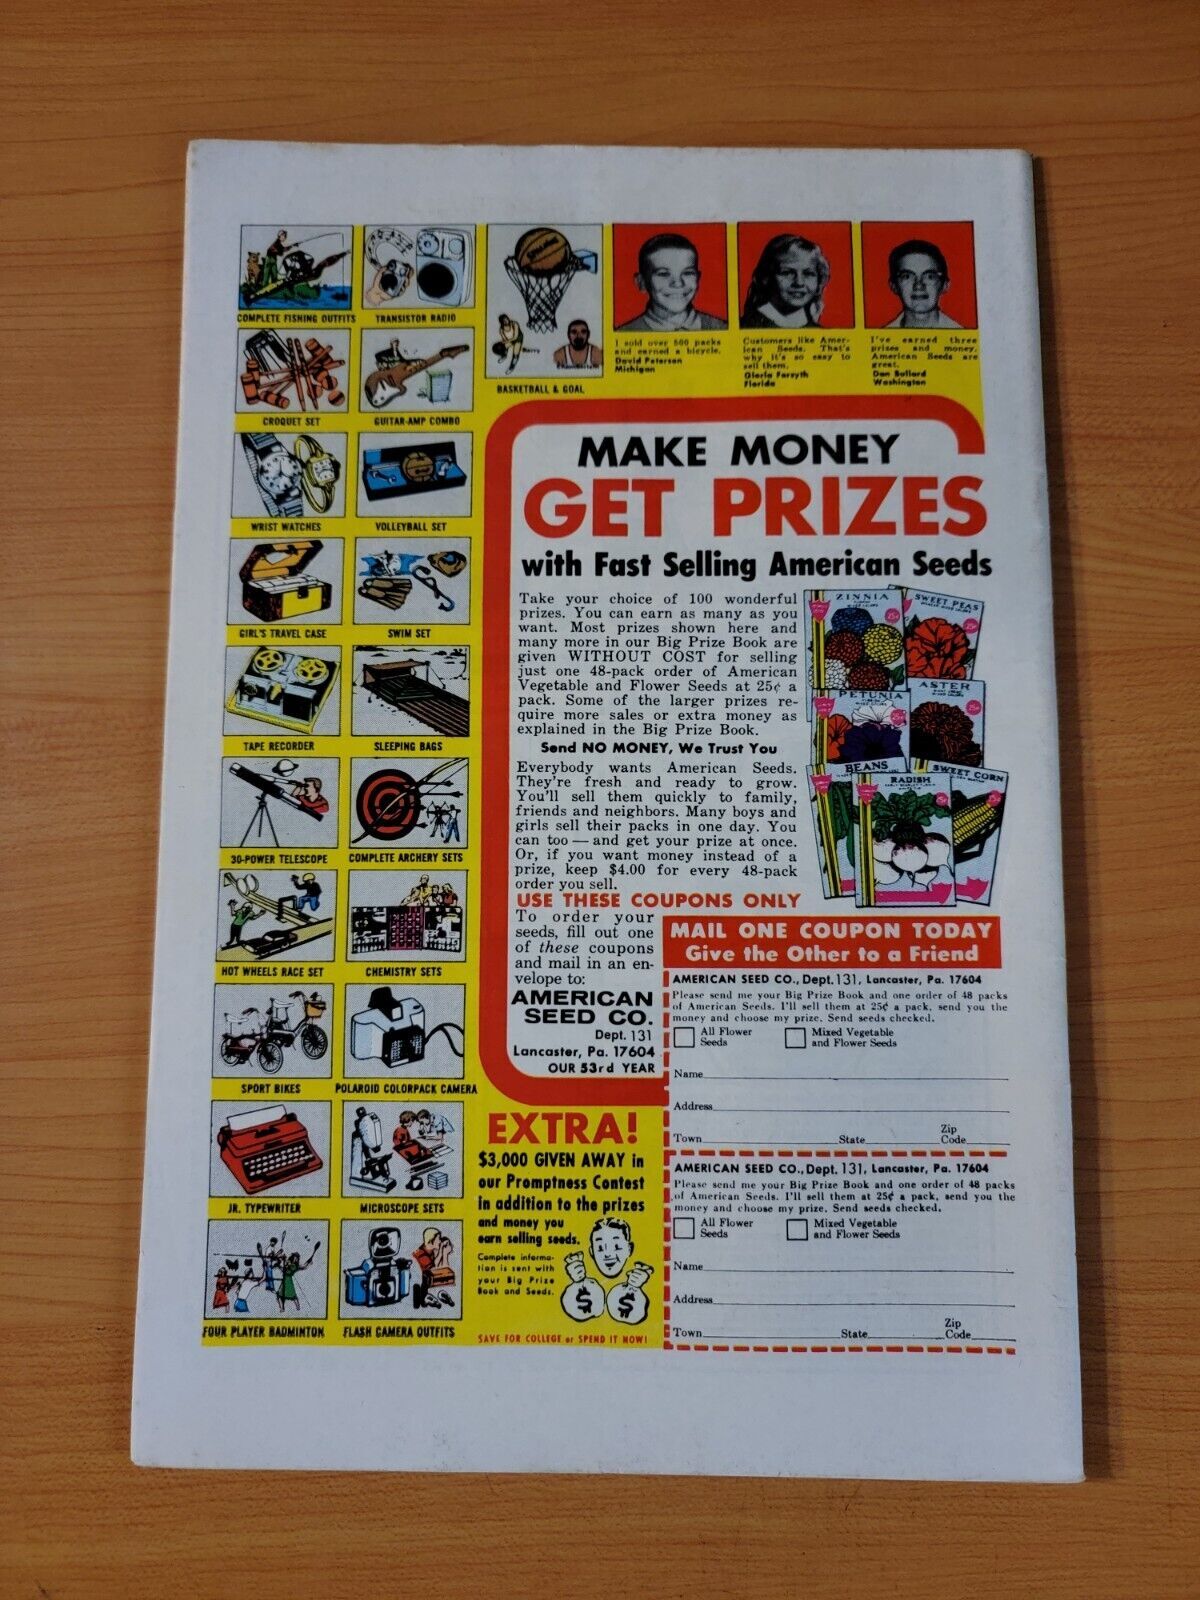 COMPLETE FISHING OUTFITS
TRANSISTOR RADIO
CROQUET SET
GUITAR-AMP COMBO
WRIST WATCHES
VOLLEYBALL SET
GIRL'S TRAVEL CASE
SWIM SET
TAPE RECORDER
SLEEPING BAGS
30-POWER TELESCOPE
COMPLETE ARCHERY SETS
HOT WHEELS RACE SET
CHEMISTRY SETS
SPORT BIKES
POLAROID COLORPACK CAMERA
JR. TYPEWRITER
MICROSCOPE SETS
FOUR PLAYER BADMINTON
FLASH CAMERA OUTFITS
Barry
Chamberlain
BASKETBALL & GOAL
I sold over 500 packs
and earned a bicycle.
David Peterson
Michigan
Customers like Amer-
ican Seeds. That's
why it's so easy to
sell them.
Gloria Forsyth
Florida
I've earned three
prizes and money.
American Seeds are
great.
Dan Bollard
Washington
MAKE MONEY
GET PRIZES
with Fast Selling American Seeds
Take your choice of 100 wonderful
prizes. You can earn as many as you
want. Most prizes shown here and
many more in our Big Prize Book are
given WITHOUT COST for selling
just one 48-pack order of American
Vegetable and Flower Seeds at 25¢ a
pack. Some of the larger prizes re-
quire more sales or extra money as
explained in the Big Prize Book.
Send NO MONEY, We Trust You
Everybody wants American Seeds.
They're fresh and ready to grow.
You'll sell them quickly to family,
friends and neighbors. Many boys and
girls sell their packs in one day. You
can too — and get your prize at once.
Or, if you want money instead of a
prize, keep $4.00 for every 48-pack
order you sell.
ZINNIA
SWEET PEAS
PETUNIA
ASTER
BEANS
RADISH
SWEET CORN
USE THESE COUPONS ONLY
To order your
seeds, fill out one
of these coupons
and mail in an en-
velope to:
AMERICAN
SEED CO.
Dept. 131
Lancaster, Pa. 17604
OUR 53rd YEAR
EXTRA!
$3,000 GIVEN AWAY in
our Promptness Contest
in addition to the prizes
and money you
earn selling seeds.
Complete informa-
tion is sent with
your Big Prize
Book and Seeds.
$ $
SAVE FOR COLLEGE or SPEND IT NOW!
MAIL ONE COUPON TODAY
Give the Other to a Friend
AMERICAN SEED CO., Dept. 131, Lancaster, Pa. 17604
Please send me your Big Prize Book and one order of 48 packs
of American Seeds. I'll sell them at 25¢ a pack, send you the
money and choose my prize. Send seeds checked.
All Flower
Seeds
Mixed Vegetable
and Flower Seeds
Name
Address
Town State Zip
Code
AMERICAN SEED CO., Dept. 131, Lancaster, Pa. 17604
Please send me your Big Prize Book and one order of 48 packs
of American Seeds. I'll sell them at 25¢ a pack, send you the
money and choose my prize. Send seeds checked.
All Flower
Seeds
Mixed Vegetable
and Flower Seeds
Name
Address
Town State Zip
Code